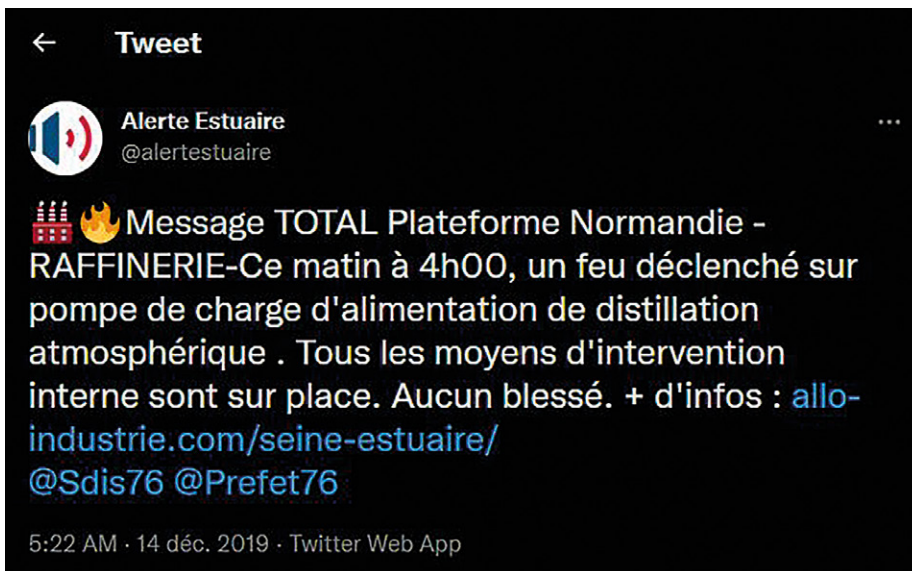 ← Tweet
Alerte Estuaire
@alertestuaire
🏭🔥Message TOTAL Plateforme Normandie -
RAFFINERIE-Ce matin à 4h00, un feu déclenché sur
pompe de charge d'alimentation de distillation
atmosphérique . Tous les moyens d'intervention
interne sont sur place. Aucun blessé. + d'infos : allo-
industrie.com/seine-estuaire/
@Sdis76 @Prefet76
5:22 AM · 14 déc. 2019 · Twitter Web App